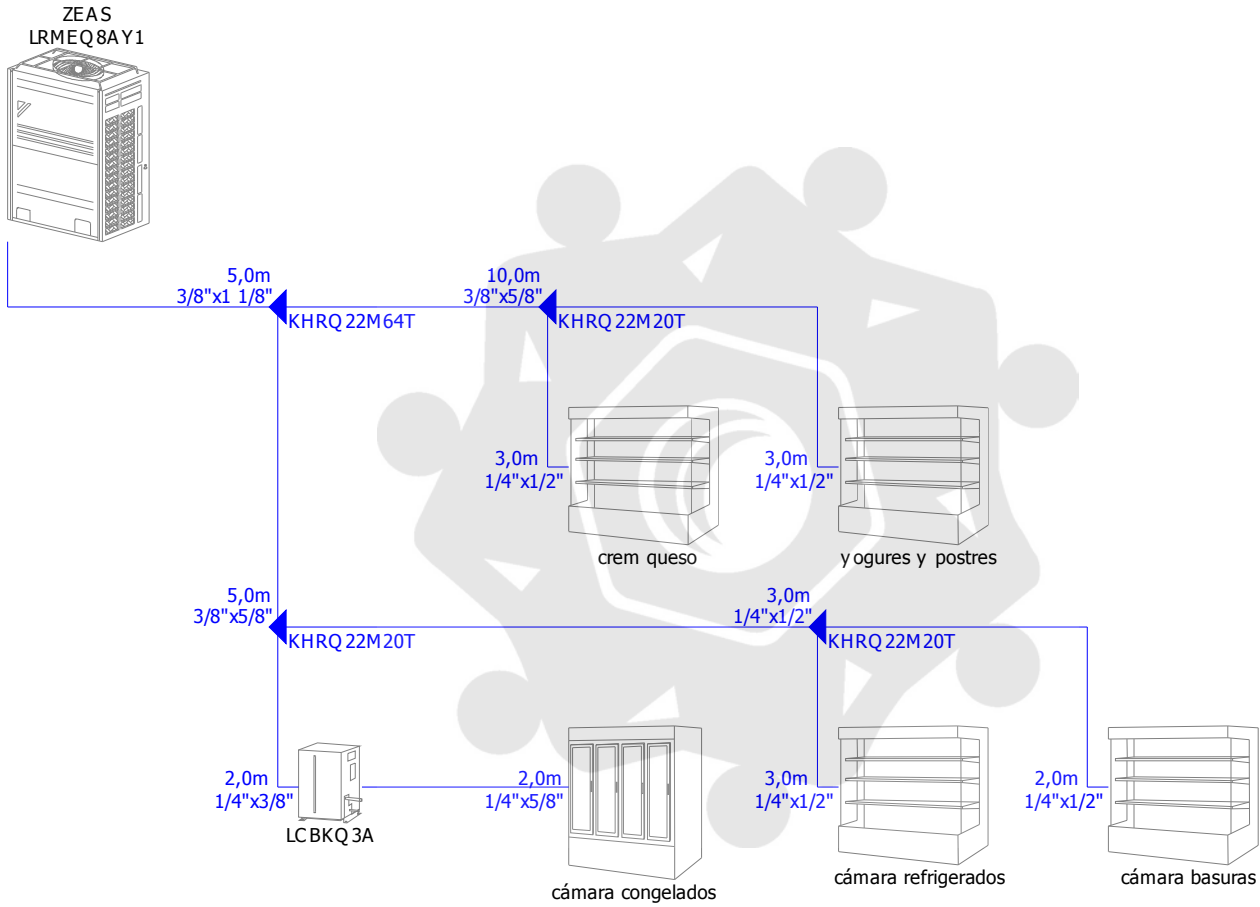 ZEAS
LRMEQ8AY1
5,0m
3/8"x1 1/8"
KHRQ22M64T
10,0m
3/8"x5/8"
KHRQ22M20T
3,0m
1/4"x1/2"
crem queso
3,0m
1/4"x1/2"
yogures y postres
5,0m
3/8"x5/8"
KHRQ22M20T
3,0m
1/4"x1/2"
KHRQ22M20T
2,0m
1/4"x3/8"
LCBKQ3A
2,0m
1/4"x5/8"
cámara congelados
3,0m
1/4"x1/2"
cámara refrigerados
2,0m
1/4"x1/2"
cámara basuras